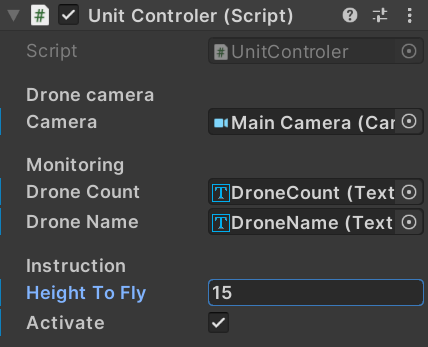 Unit Controler (Script)
Script UnitControler
Drone camera
Camera Main Camera (Car
Monitoring
Drone Count DroneCount (Text
Drone Name DroneName (Text
Instruction
Height To Fly 15
Activate